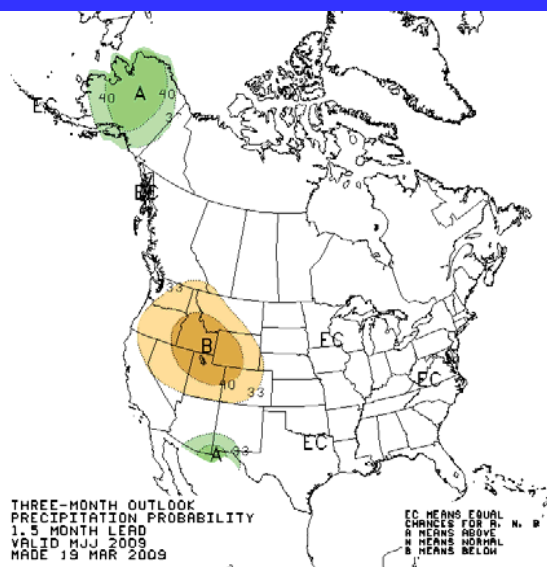 EC
A
40
40
3
EC
33
B
EC
40
33
EC
EC
A
33
THREE-MONTH OUTLOOK
PRECIPITATION PROBABILITY
1.5 MONTH LEAD
VALID MJJ 2009
MADE 19 MAR 2009
EC MEANS EQUAL
CHANCES FOR A, N, B
A MEANS ABOVE
N MEANS NORMAL
B MEANS BELOW